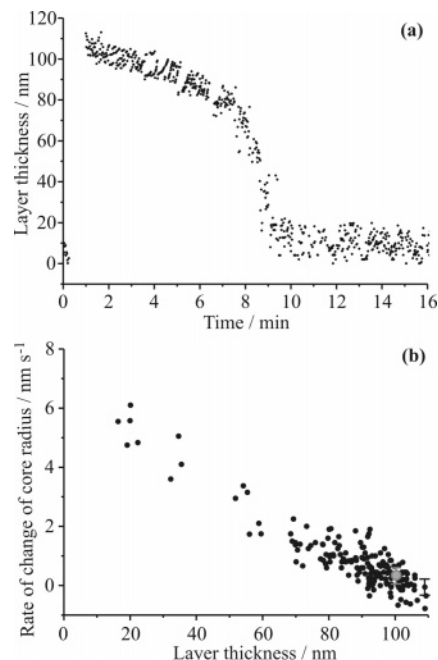 (a)
Layer thickness / nm
120
100
80
60
40
20
0
0 2 4 6 8 10 12 14 16
Time / min
(b)
Rate of change of core radius / nm s⁻¹
8
6
4
2
0
0 20 40 60 80 100
Layer thickness / nm